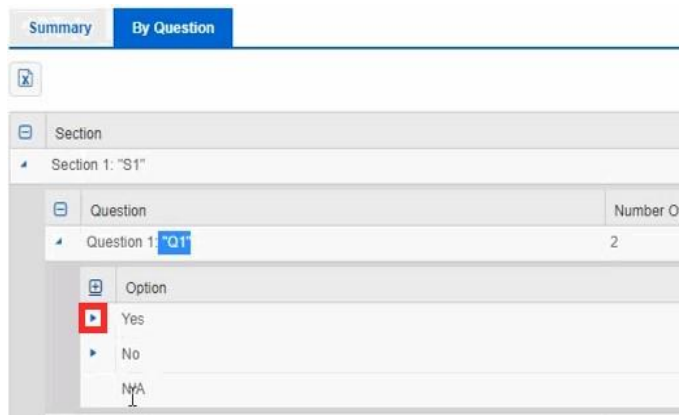 Summary By Question
Section
Section 1: "S1"
Question Number O
Question 1: "Q1" 2
Option
Yes
No
N/A